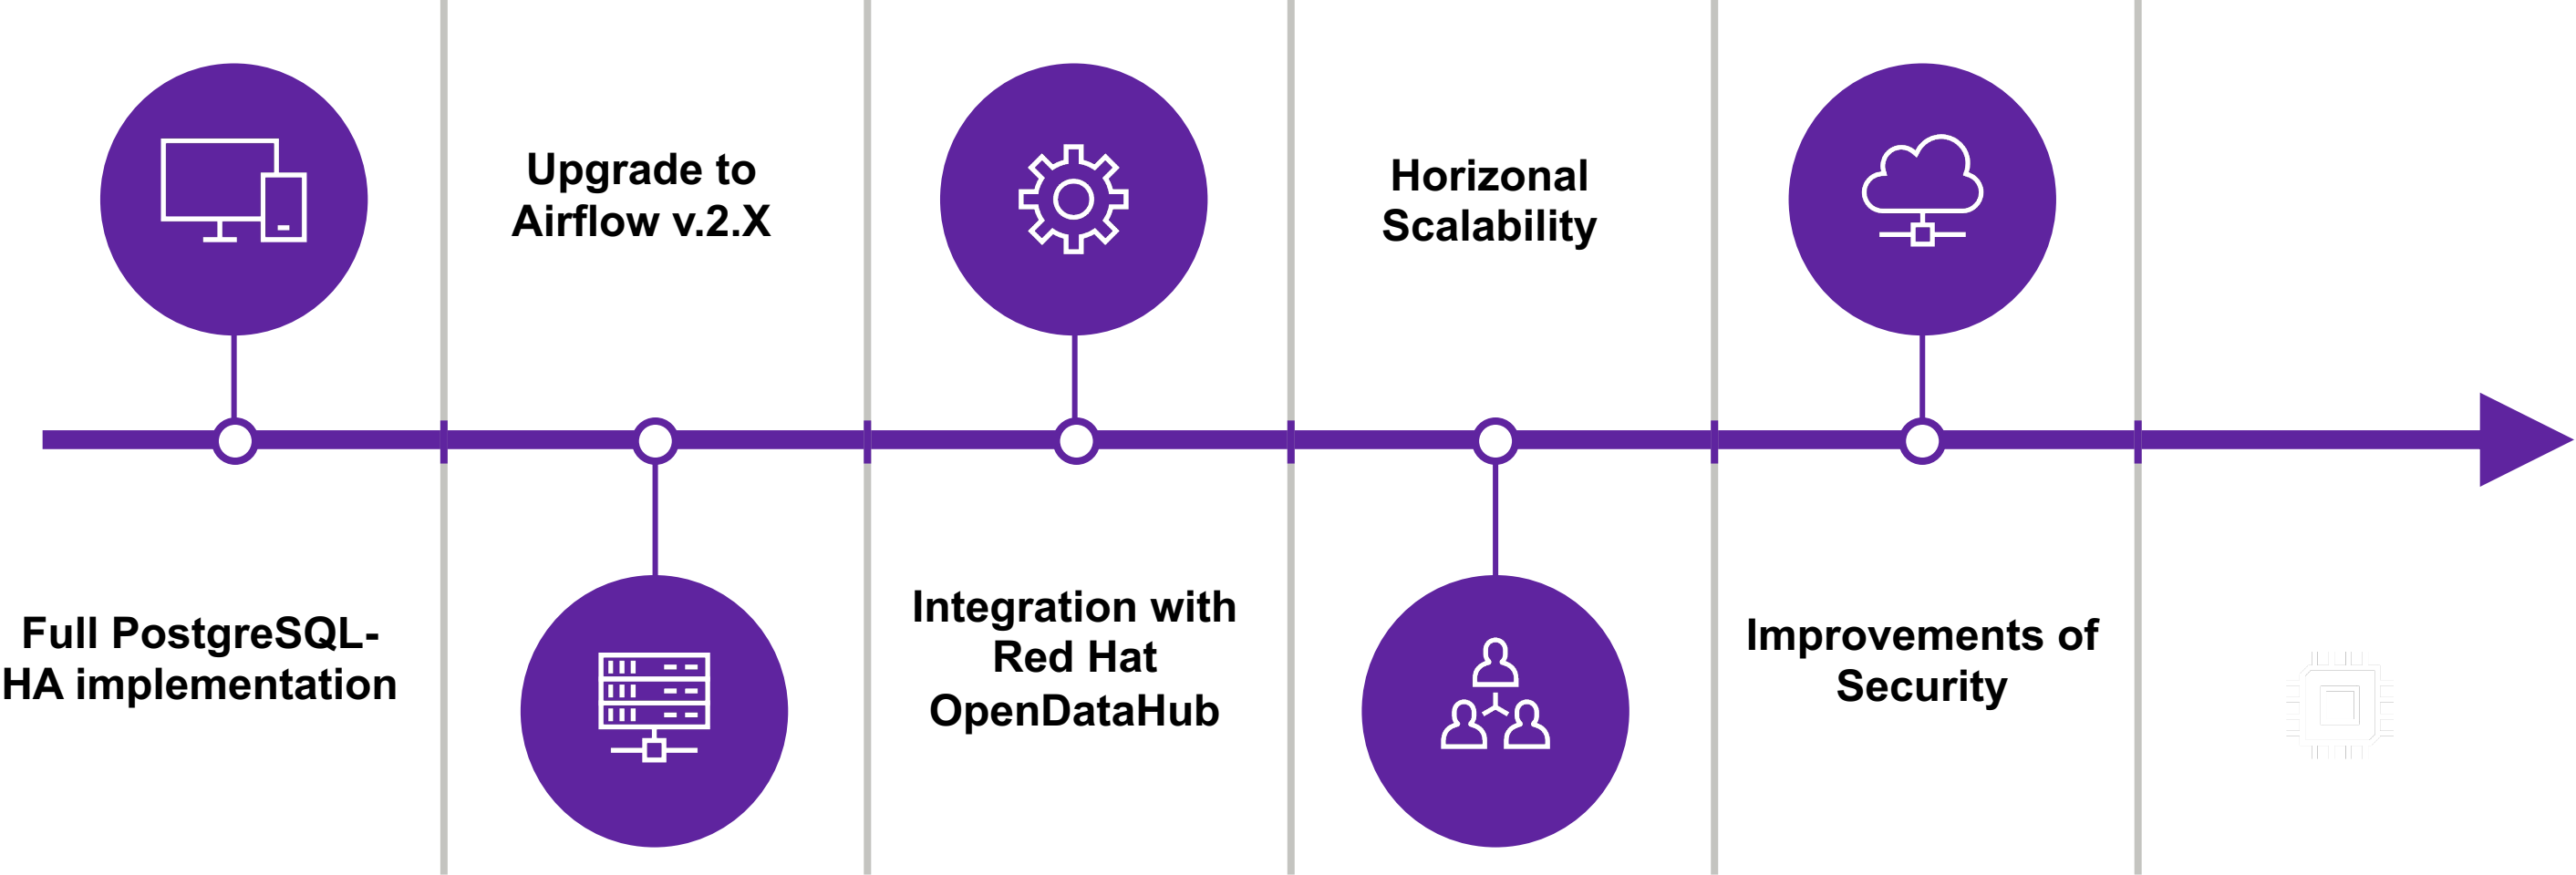 Full PostgreSQL-
HA implementation
Upgrade to
Airflow v.2.X
Integration with
Red Hat
OpenDataHub
Horizonal
Scalability
Improvements of
Security